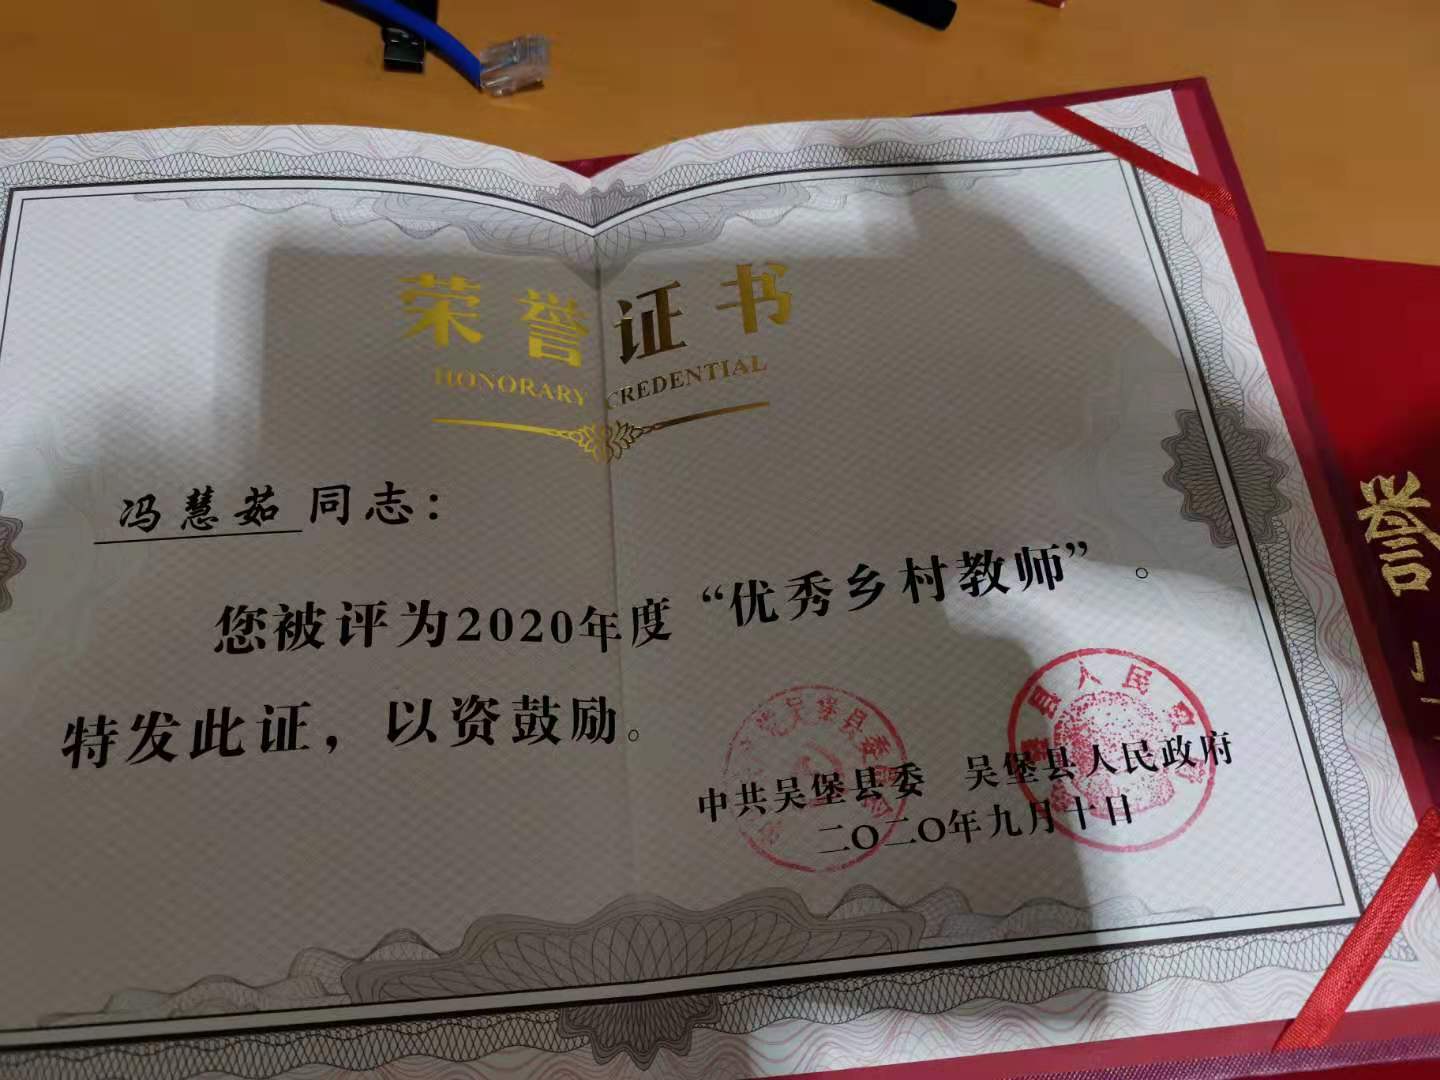 荣誉证书
HONORARY CREDENTIAL
冯慧茹同志：
您被评为2020年度“优秀乡村教师”。
特发此证，以资鼓励。
中共吴堡县委 吴堡县人民政府
二〇二〇年九月十日
誉